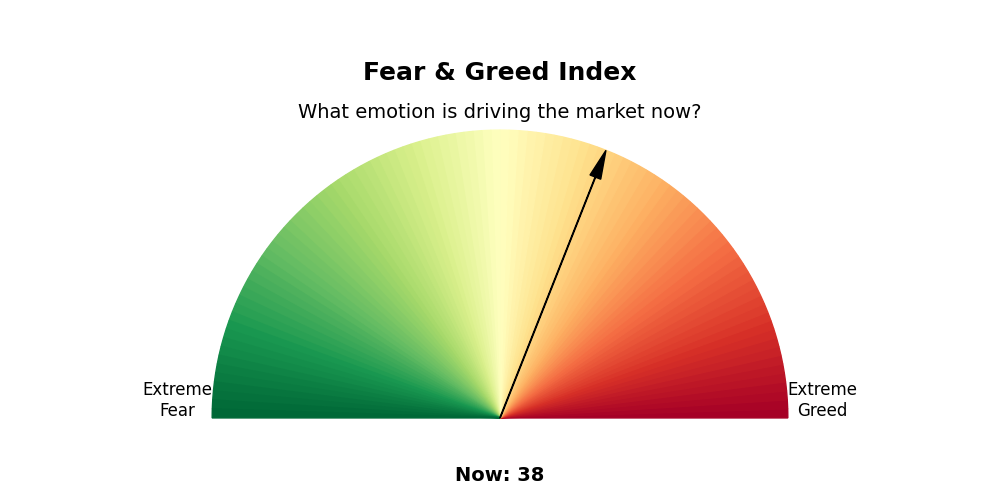 Fear & Greed Index
What emotion is driving the market now?
Extreme
Fear
Extreme
Greed
Now: 38